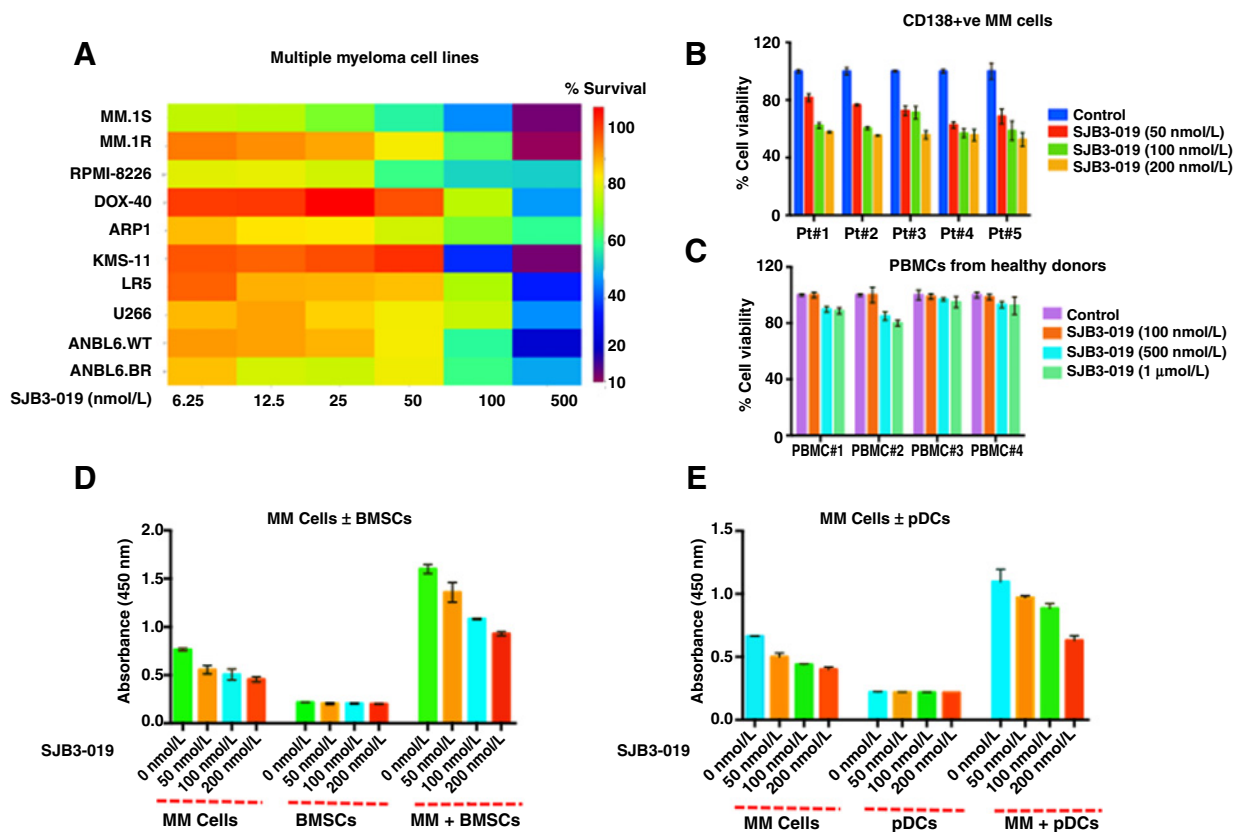 A
Multiple myeloma cell lines
% Survival
MM.1S
MM.1R
RPMI-8226
DOX-40
ARP1
KMS-11
LR5
U266
ANBL6.WT
ANBL6.BR
100
80
60
40
20
10
SJB3-019 (nmol/L)
6.25 12.5 25 50 100 500
B
CD138+ve MM cells
% Cell viability
120
80
40
0
Pt#1 Pt#2 Pt#3 Pt#4 Pt#5
Control
SJB3-019 (50 nmol/L)
SJB3-019 (100 nmol/L)
SJB3-019 (200 nmol/L)
C
PBMCs from healthy donors
% Cell viability
120
80
40
0
PBMC#1 PBMC#2 PBMC#3 PBMC#4
Control
SJB3-019 (100 nmol/L)
SJB3-019 (500 nmol/L)
SJB3-019 (1 μmol/L)
D
MM Cells ± BMSCs
Absorbance (450 nm)
2.0
1.5
1.0
0.5
0.0
SJB3-019
0 nmol/L 50 nmol/L 100 nmol/L 200 nmol/L 0 nmol/L 50 nmol/L 100 nmol/L 200 nmol/L 0 nmol/L 50 nmol/L 100 nmol/L 200 nmol/L
MM Cells BMSCs MM + BMSCs
E
MM Cells ± pDCs
Absorbance (450 nm)
1.5
1.0
0.5
0.0
SJB3-019
0 nmol/L 50 nmol/L 100 nmol/L 200 nmol/L 0 nmol/L 50 nmol/L 100 nmol/L 200 nmol/L 0 nmol/L 50 nmol/L 100 nmol/L 200 nmol/L
MM Cells pDCs MM + pDCs